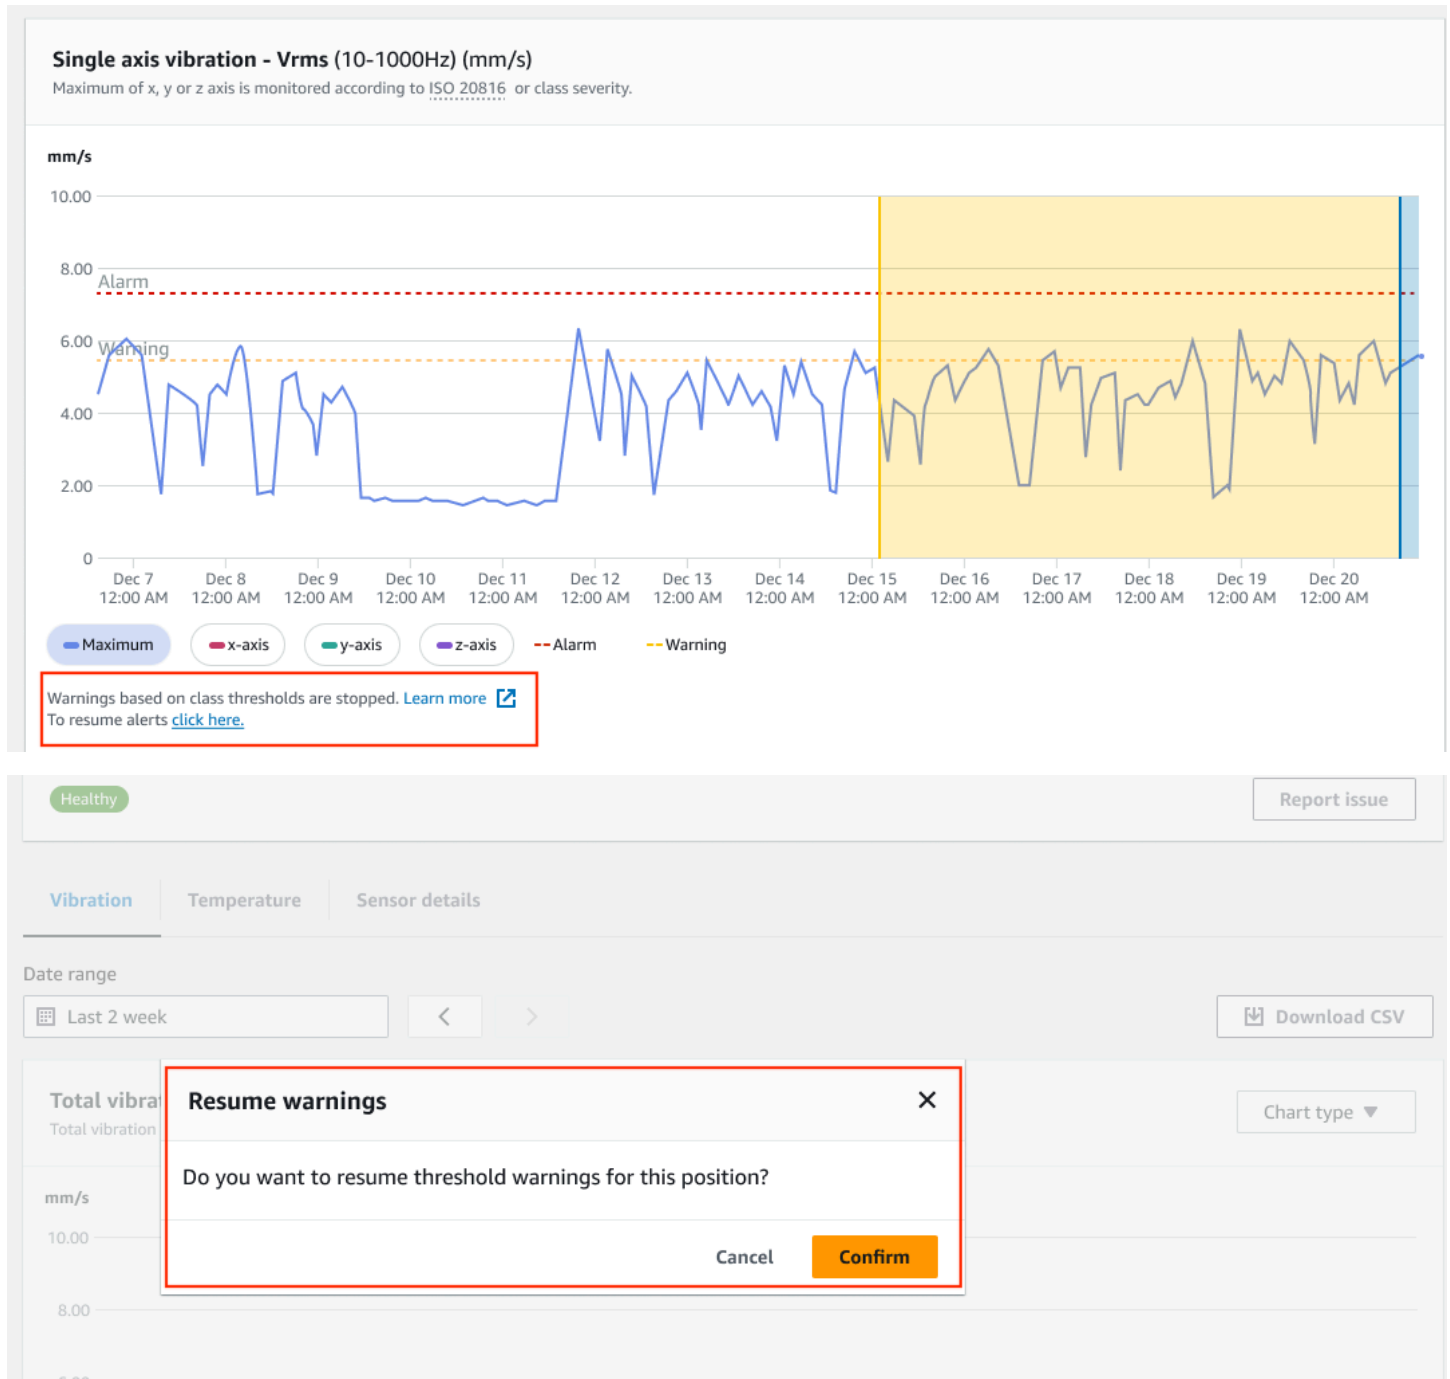 Single axis vibration - Vrms (10-1000Hz) (mm/s)
Maximum of x, y or z axis is monitored according to ISO 20816 or class severity.
mm/s
10.00
8.00
Alarm
6.00
Warning
4.00
2.00
0
Dec 7 Dec 8 Dec 9 Dec 10 Dec 11 Dec 12 Dec 13 Dec 14 Dec 15 Dec 16 Dec 17 Dec 18 Dec 19 Dec 20
12:00 AM 12:00 AM 12:00 AM 12:00 AM 12:00 AM 12:00 AM 12:00 AM 12:00 AM 12:00 AM 12:00 AM 12:00 AM 12:00 AM 12:00 AM 12:00 AM
Maximum x-axis y-axis z-axis Alarm Warning
Warnings based on class thresholds are stopped. Learn more
To resume alerts click here.
Healthy Report issue
Vibration Temperature Sensor details
Date range
Last 2 week Download CSV
Total vibra
Total vibration
Chart type
Resume warnings
Do you want to resume threshold warnings for this position?
Cancel Confirm
mm/s
10.00
8.00